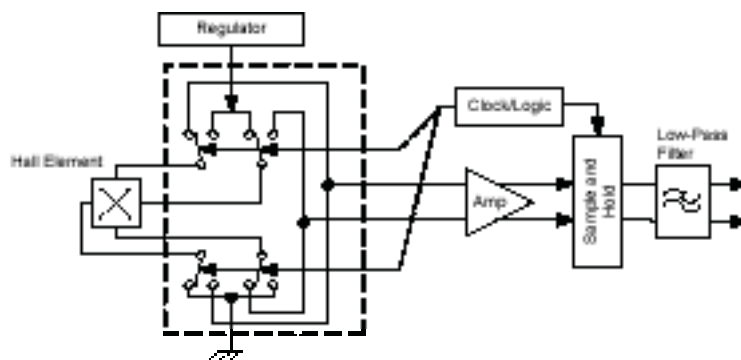 Regulator
Clock/Logic
Low-Pass
Filter
Hall Element
Amp
Sample and
Hold